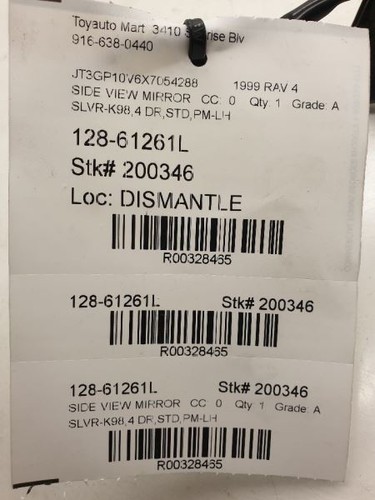 Toyauto Mart 3410 Blv
916-638-0440
JT3GP10V6X7054288 1999 RAV 4
SIDE VIEW MIRROR CC: 0 Qty: 1 Grade: A
SLVR-K98,4 DR,STD,PM-LH
128-61261L
Stk# 200346
Loc: DISMANTLE
R00328465
128-61261L Stk# 200346
R00328465
128-61261L Stk# 200346
SIDE VIEW MIRROR CC: 0 Qty: 1 Grade: A
SLVR-K98,4 DR,STD,PM-LH
R00328465